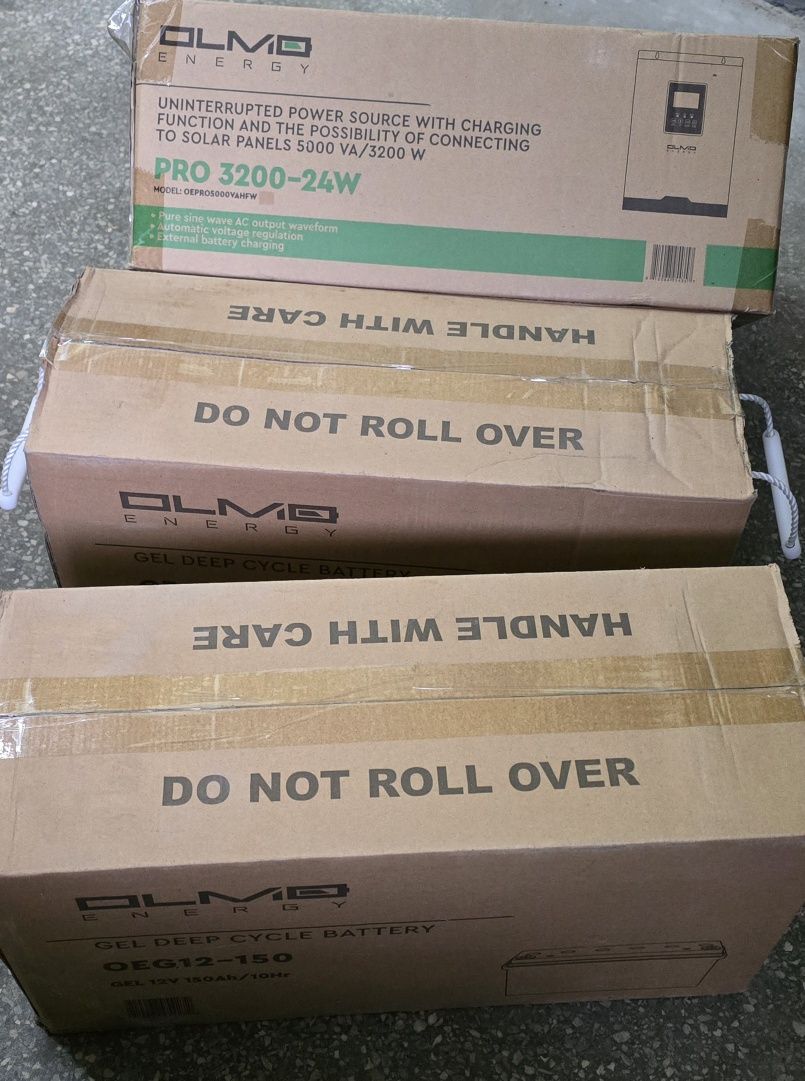 OLMO
ENERGY
UNINTERRUPTED POWER SOURCE WITH CHARGING
FUNCTION AND THE POSSIBILITY OF CONNECTING
TO SOLAR PANELS 5000 VA/3200 W
PRO 3200-24W
MODEL: OEPRO5000VAHFW
• Pure sine wave AC output waveform
• Automatic voltage regulation
• External battery charging
OLMO
ENERGY
HANDLE WITH CARE
DO NOT ROLL OVER
OLMO
ENERGY
GEL DEEP CYCLE BATTERY
HANDLE WITH CARE
DO NOT ROLL OVER
OLMO
ENERGY
GEL DEEP CYCLE BATTERY
OEG12-150
GEL 12V 150Ah/10Hr